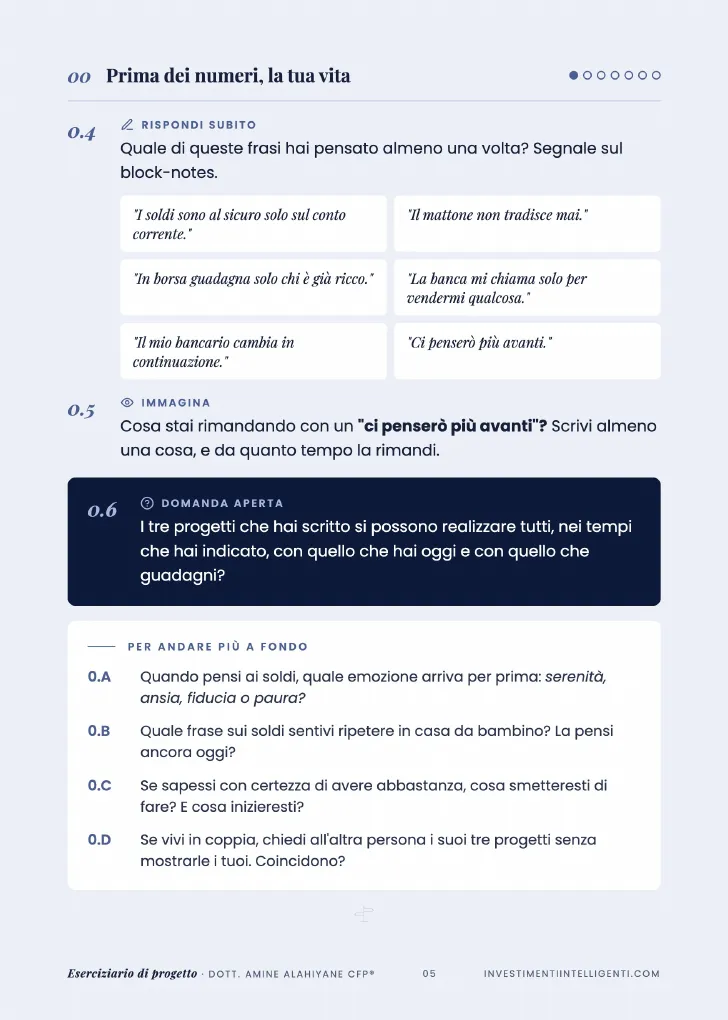 00 Prima dei numeri, la tua vita
0.4 RISPONDI SUBITO
Quale di queste frasi hai pensato almeno una volta? Segnale sul
block-notes.
"I soldi sono al sicuro solo sul conto
corrente."
"Il mattone non tradisce mai."
"In borsa guadagna solo chi è già ricco."
"La banca mi chiama solo per
vendermi qualcosa."
"Il mio bancario cambia in
continuazione."
"Ci penserò più avanti."
0.5 IMMAGINA
Cosa stai rimandando con un "ci penserò più avanti"? Scrivi almeno
una cosa, e da quanto tempo la rimandi.
0.6 DOMANDA APERTA
I tre progetti che hai scritto si possono realizzare tutti, nei tempi
che hai indicato, con quello che hai oggi e con quello che
guadagni?
PER ANDARE PIÙ A FONDO
0.A Quando pensi ai soldi, quale emozione arriva per prima: serenità,
ansia, fiducia o paura?
0.B Quale frase sui soldi sentivi ripetere in casa da bambino? La pensi
ancora oggi?
0.C Se sapessi con certezza di avere abbastanza, cosa smetteresti di
fare? E cosa inizieresti?
0.D Se vivi in coppia, chiedi all'altra persona i suoi tre progetti senza
mostrarle i tuoi. Coincidono?
Eserciziario di progetto · DOTT. AMINE ALAHIYANE CFP® 05 INVESTIMENTIINTELLIGENTI.COM